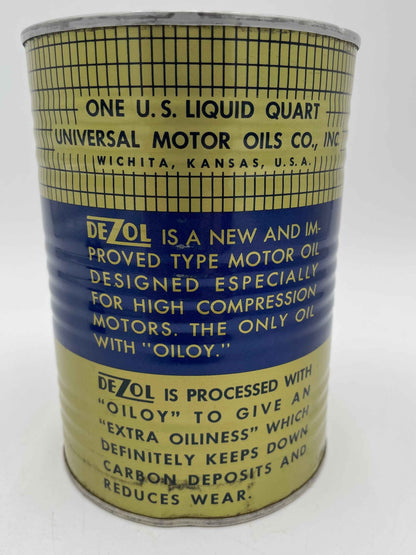 ONE U.S. LIQUID QUART
UNIVERSAL MOTOR OILS CO., INC
WICHITA, KANSAS, U.S.A.
DEZOL IS A NEW AND IM-
PROVED TYPE MOTOR OIL
DESIGNED ESPECIALLY
FOR HIGH COMPRESSION
MOTORS. THE ONLY OIL
WITH "OILOY."
DEZOL IS PROCESSED WITH
"OILOY" TO GIVE AN
"EXTRA OILINESS" WHICH
DEFINITELY KEEPS DOWN
CARBON DEPOSITS AND
REDUCES WEAR.